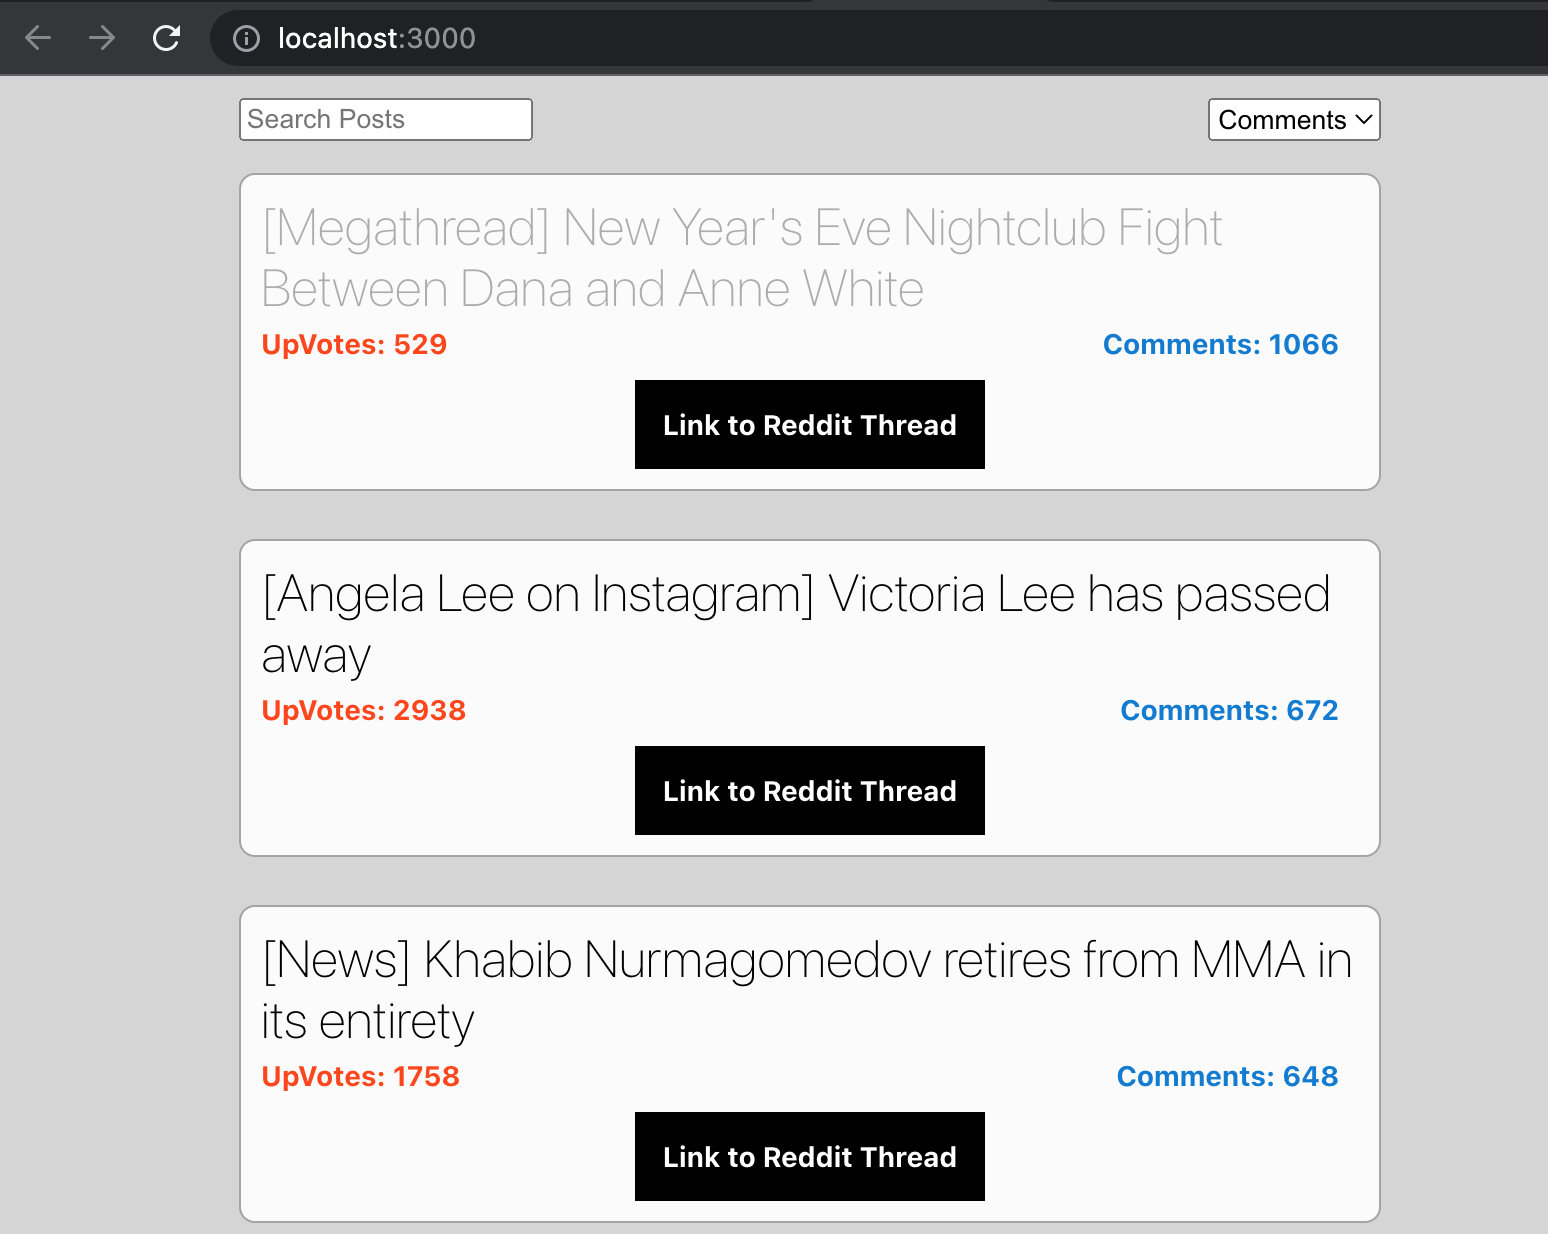 localhost:3000
Search Posts
Comments
[Megathread] New Year's Eve Nightclub Fight
Between Dana and Anne White
UpVotes: 529
Comments: 1066
Link to Reddit Thread
[Angela Lee on Instagram] Victoria Lee has passed
away
UpVotes: 2938
Comments: 672
Link to Reddit Thread
[News] Khabib Nurmagomedov retires from MMA in
its entirety
UpVotes: 1758
Comments: 648
Link to Reddit Thread